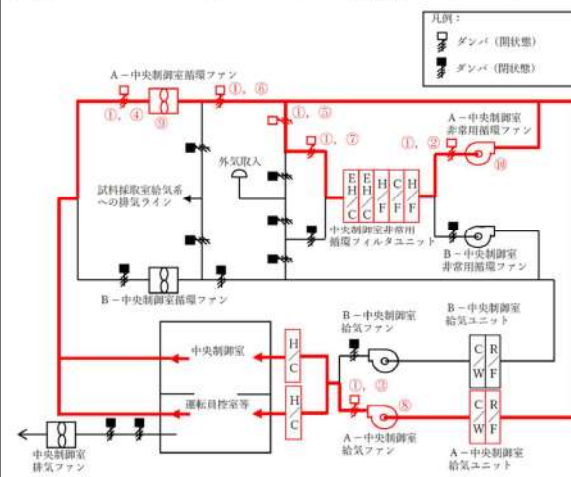 凡例：
ダンパ（開状態）
ダンパ（閉状態）
A－中央制御室循環ファン
①，④
⑨
①，⑥
①，⑤
①，⑦
①，②
A－中央制御室
非常用循環ファン
⑩
外気取入
試料採取室給気系
への排気ライン
E H C
E H C
H F
C F
H F
中央制御室非常用
循環フィルタユニット
B－中央制御室
非常用循環ファン
B－中央制御室循環ファン
B－中央制御室
給気ファン
B－中央制御室
給気ユニット
中央制御室
H C
C W
R F
①，③
運転員控室等
H C
⑧
C W
R F
中央制御室
排気ファン
A－中央制御室
給気ファン
A－中央制御室
給気ユニット